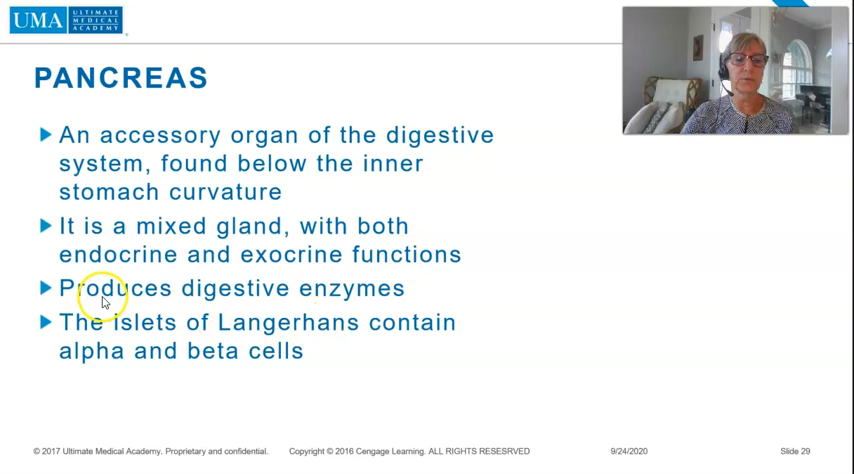 UMA
ULTIMATE
MEDICAL
ACADEMY
PANCREAS
An accessory organ of the digestive
system, found below the inner
stomach curvature
It is a mixed gland, with both
endocrine and exocrine functions
Produces digestive enzymes
The islets of Langerhans contain
alpha and beta cells
© 2017 Ultimate Medical Academy. Proprietary and confidential. Copyright © 2016 Cengage Learning. ALL RIGHTS RESESRVED 9/24/2020 Slide 29